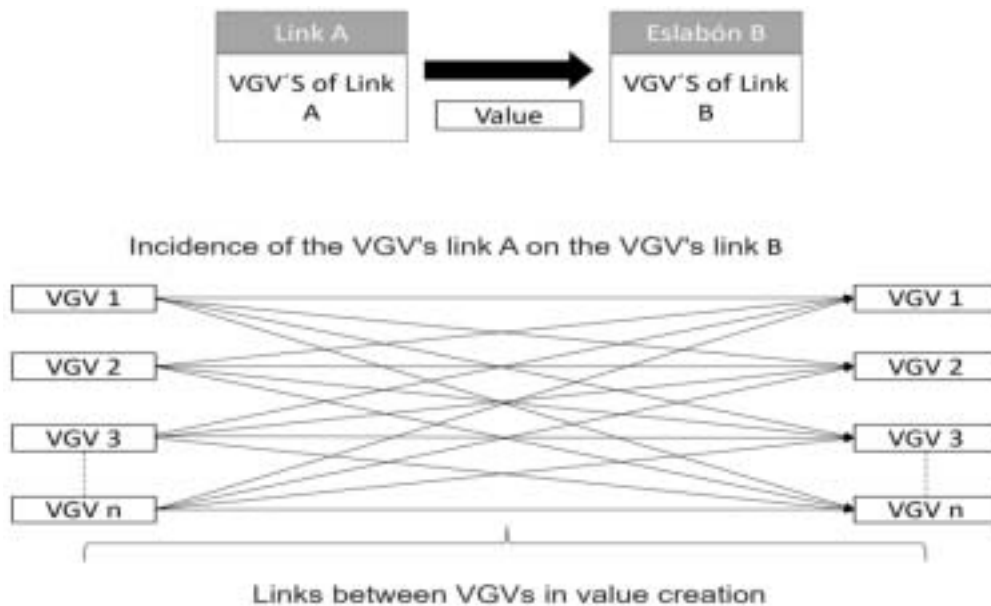 Link A
VGV´S of Link
A
Value
Eslabón B
VGV´S of Link
B
Incidence of the VGV's link A on the VGV's link B
VGV 1
VGV 1
VGV 2
VGV 2
VGV 3
VGV 3
VGV n
VGV n
Links between VGVs in value creation